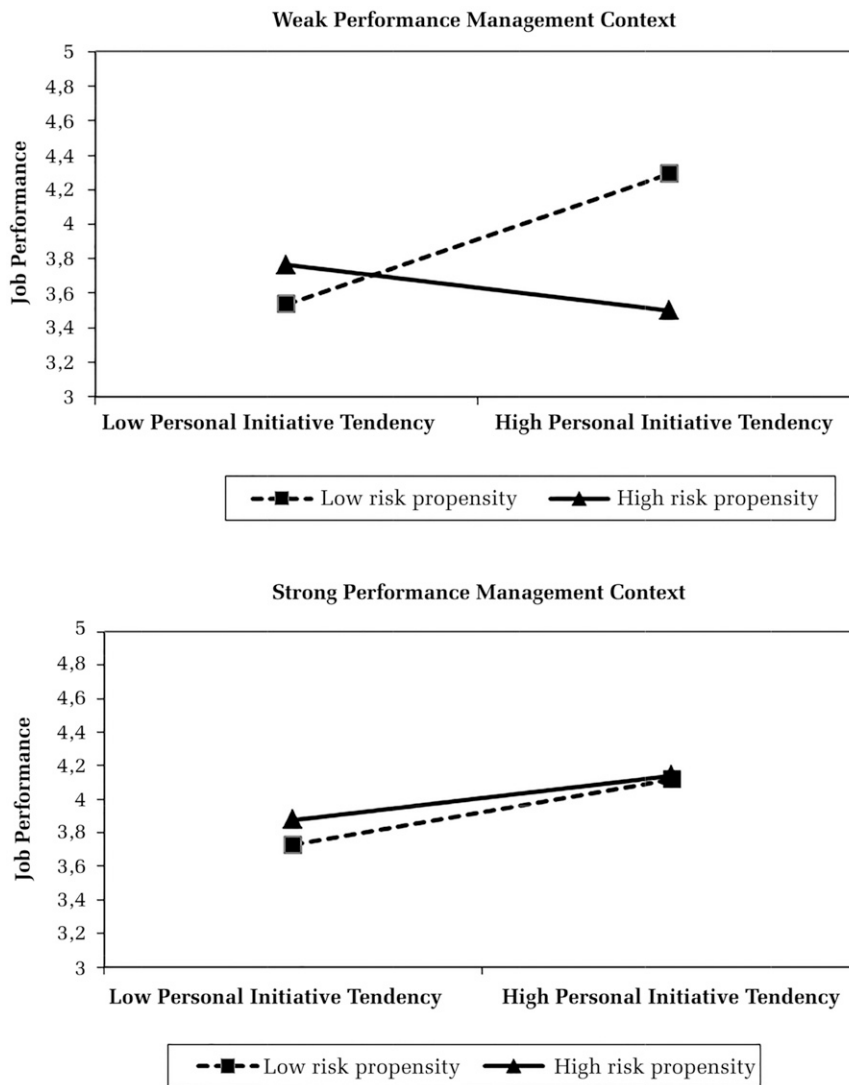 Weak Performance Management Context
Job Performance
5
4,8
4,6
4,4
4,2
4
3,8
3,6
3,4
3,2
3
Low Personal Initiative Tendency High Personal Initiative Tendency
Low risk propensity High risk propensity
Strong Performance Management Context
Job Performance
5
4,8
4,6
4,4
4,2
4
3,8
3,6
3,4
3,2
3
Low Personal Initiative Tendency High Personal Initiative Tendency
Low risk propensity High risk propensity